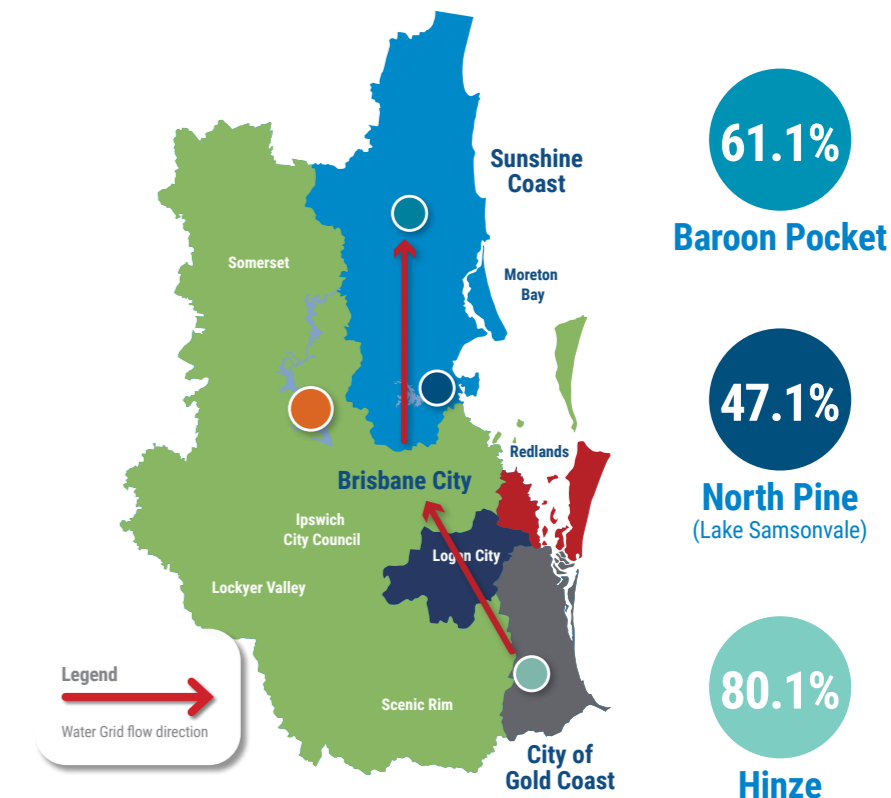 Sunshine
Coast
Somerset
Moreton
Bay
Redlands
Brisbane City
Ipswich
City Council
Logan City
Lockyer Valley
Scenic Rim
City of
Gold Coast
Legend
Water Grid flow direction
61.1%
Baroon Pocket
47.1%
North Pine
(Lake Samsonvale)
80.1%
Hinze